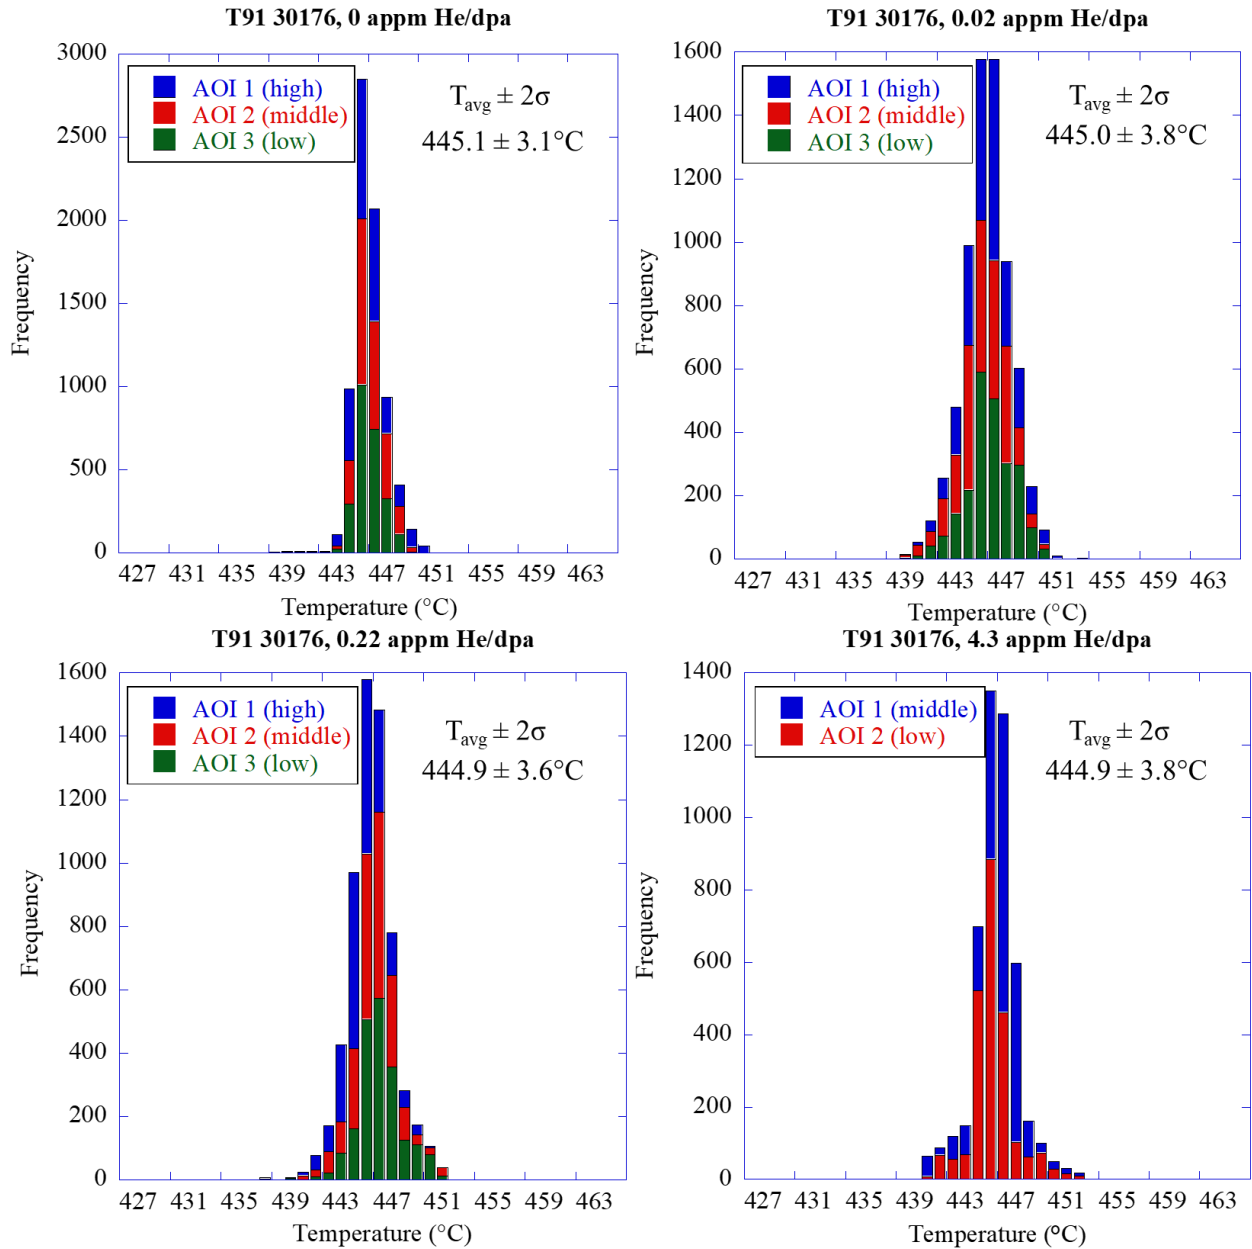 T91 30176, 0 appm He/dpa
3000
2500
2000
1500
1000
500
0
Frequency
AOI 1 (high)
AOI 2 (middle)
AOI 3 (low)
Tavg ± 2σ
445.1 ± 3.1°C
427 431 435 439 443 447 451 455 459 463
Temperature (°C)
T91 30176, 0.02 appm He/dpa
1600
1400
1200
1000
800
600
400
200
0
Frequency
AOI 1 (high)
AOI 2 (middle)
AOI 3 (low)
Tavg ± 2σ
445.0 ± 3.8°C
427 431 435 439 443 447 451 455 459 463
Temperature (°C)
T91 30176, 0.22 appm He/dpa
1600
1400
1200
1000
800
600
400
200
0
Frequency
AOI 1 (high)
AOI 2 (middle)
AOI 3 (low)
Tavg ± 2σ
444.9 ± 3.6°C
427 431 435 439 443 447 451 455 459 463
Temperature (°C)
T91 30176, 4.3 appm He/dpa
1400
1200
1000
800
600
400
200
0
Frequency
AOI 1 (middle)
AOI 2 (low)
Tavg ± 2σ
444.9 ± 3.8°C
427 431 435 439 443 447 451 455 459 463
Temperature (°C)